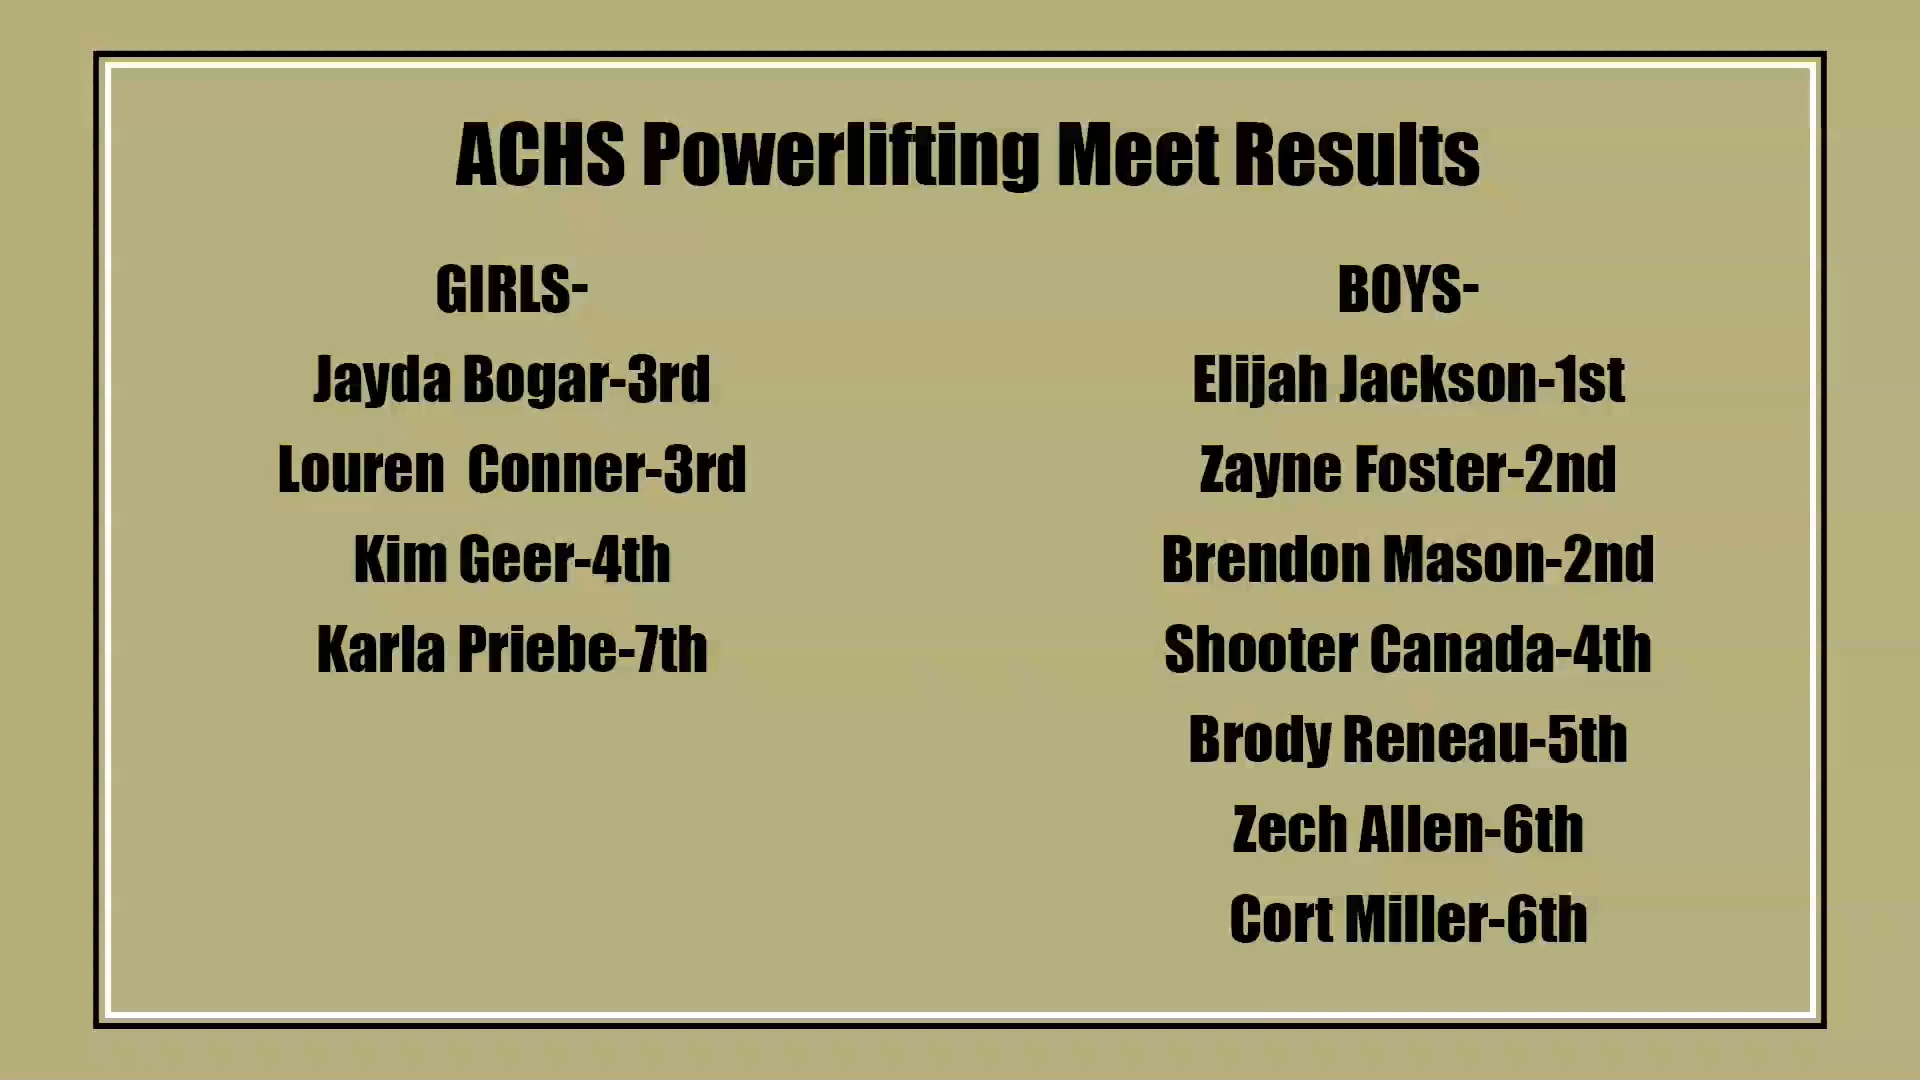 ACHS Powerlifting Meet Results
GIRLS-
Jayda Bogar-3rd
Louren  Conner-3rd
Kim Geer-4th
Karla Priebe-7th
BOYS-
Elijah Jackson-1st
Zayne Foster-2nd
Brendon Mason-2nd
Shooter Canada-4th
Brody Reneau-5th
Zech Allen-6th
Cort Miller-6th